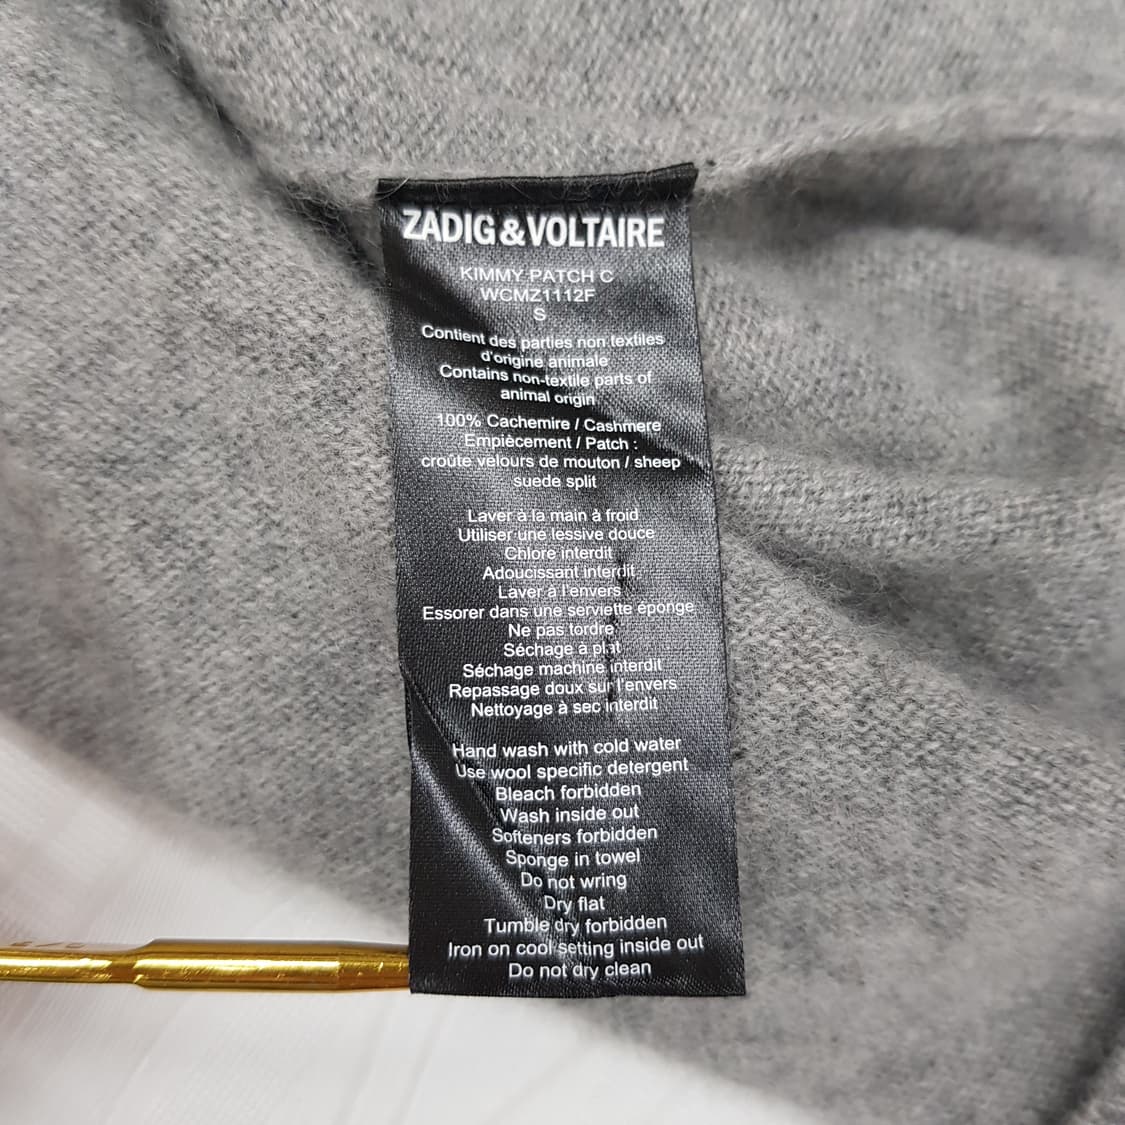 ZADIG&VOLTAIRE
KIMMY PATCH C
WCMZ1112F
S
Contient des parties non textiles
d'origine animale
Contains non-textile parts of
animal origin
100% Cachemire / Cashmere
Empiècement / Patch :
croûte velours de mouton / sheep
suede split
Laver à la main à froid
Utiliser une lessive douce
Chlore interdit
Adoucissant interdit
Laver à l'envers
Essorer dans une serviette éponge
Ne pas tordre
Séchage à plat
Séchage machine interdit
Repassage doux sur l'envers
Nettoyage à sec interdit
Hand wash with cold water
Use wool specific detergent
Bleach forbidden
Wash inside out
Softeners forbidden
Sponge in towel
Do not wring
Dry flat
Tumble dry forbidden
Iron on cool setting inside out
Do not dry clean